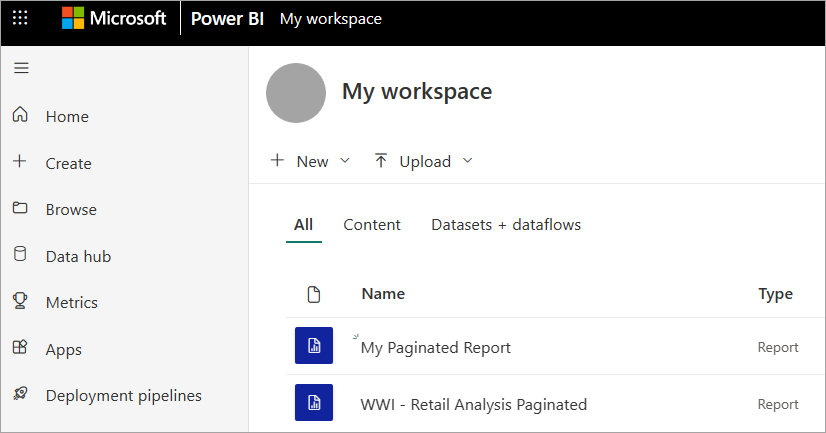 Microsoft Power BI My workspace
My workspace
Home
Create
Browse
Data hub
Metrics
Apps
Deployment pipelines
New Upload
All Content Datasets + dataflows
Name Type
My Paginated Report Report
WWI - Retail Analysis Paginated Report